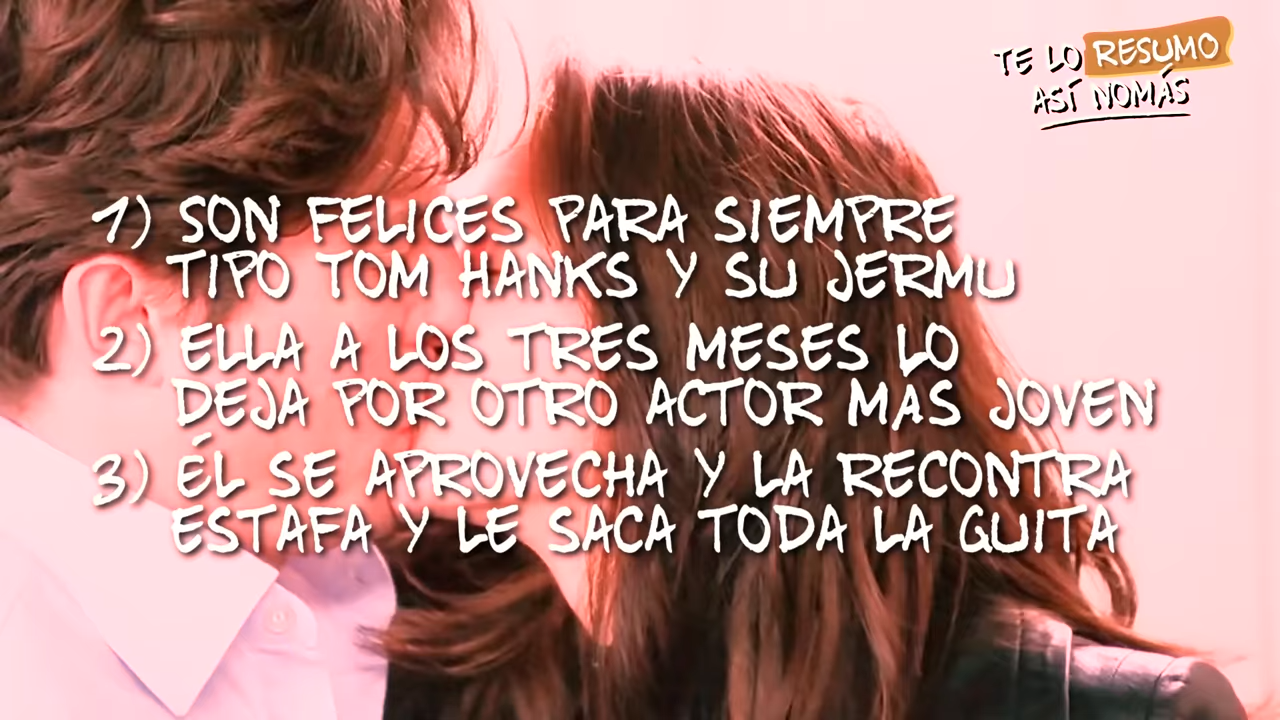 TE LO RESUMO
ASÍ NOMÁS
1) SON FELICES PARA SIEMPRE
TIPO TOM HANKS Y SU JERMU
2) ELLA A LOS TRES MESES LO
DEJA POR OTRO ACTOR MAS JOVEN
3) ÉL SE APROVECHA Y LA RECONTRA
ESTAFA Y LE SACA TODA LA GUITA